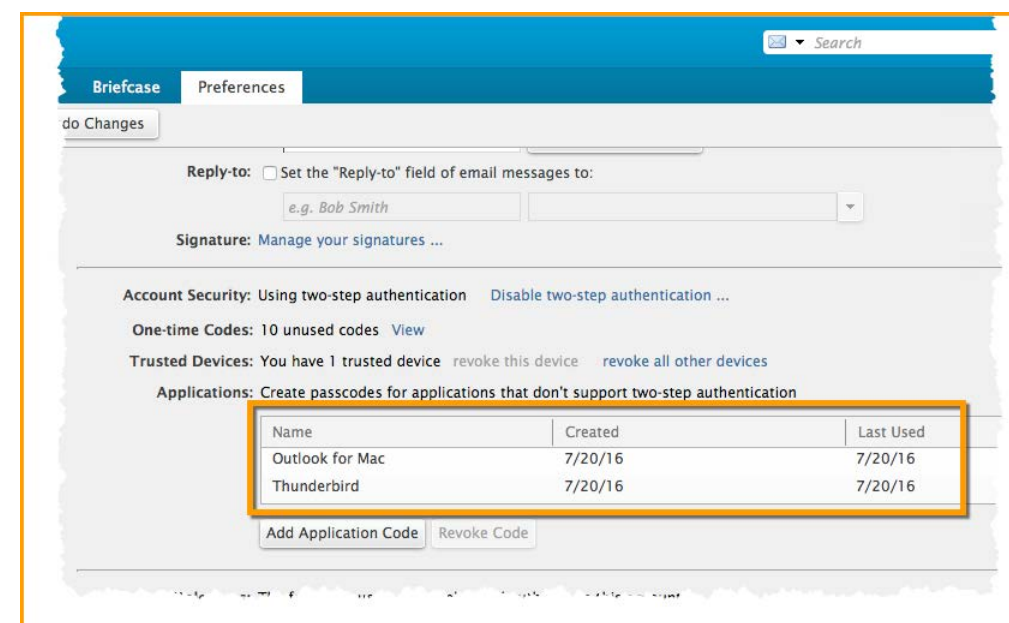 Search
Briefcase Preferences
do Changes
Reply-to: Set the "Reply-to" field of email messages to:
e.g. Bob Smith
Signature: Manage your signatures ...
Account Security: Using two-step authentication Disable two-step authentication ...
One-time Codes: 10 unused codes View
Trusted Devices: You have 1 trusted device revoke this device revoke all other devices
Applications: Create passcodes for applications that don't support two-step authentication
Name Created Last Used
Outlook for Mac 7/20/16 7/20/16
Thunderbird 7/20/16 7/20/16
Add Application Code Revoke Code